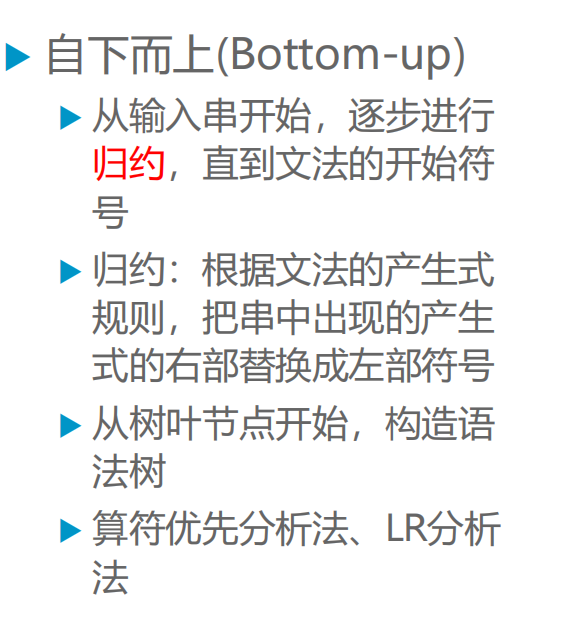 自下而上(Bottom-up)
从输入串开始，逐步进行
归约，直到文法的开始符
号
归约：根据文法的产生式
规则，把串中出现的产生
式的右部替换成左部符号
从树叶节点开始，构造语
法树
算符优先分析法、LR分析
法